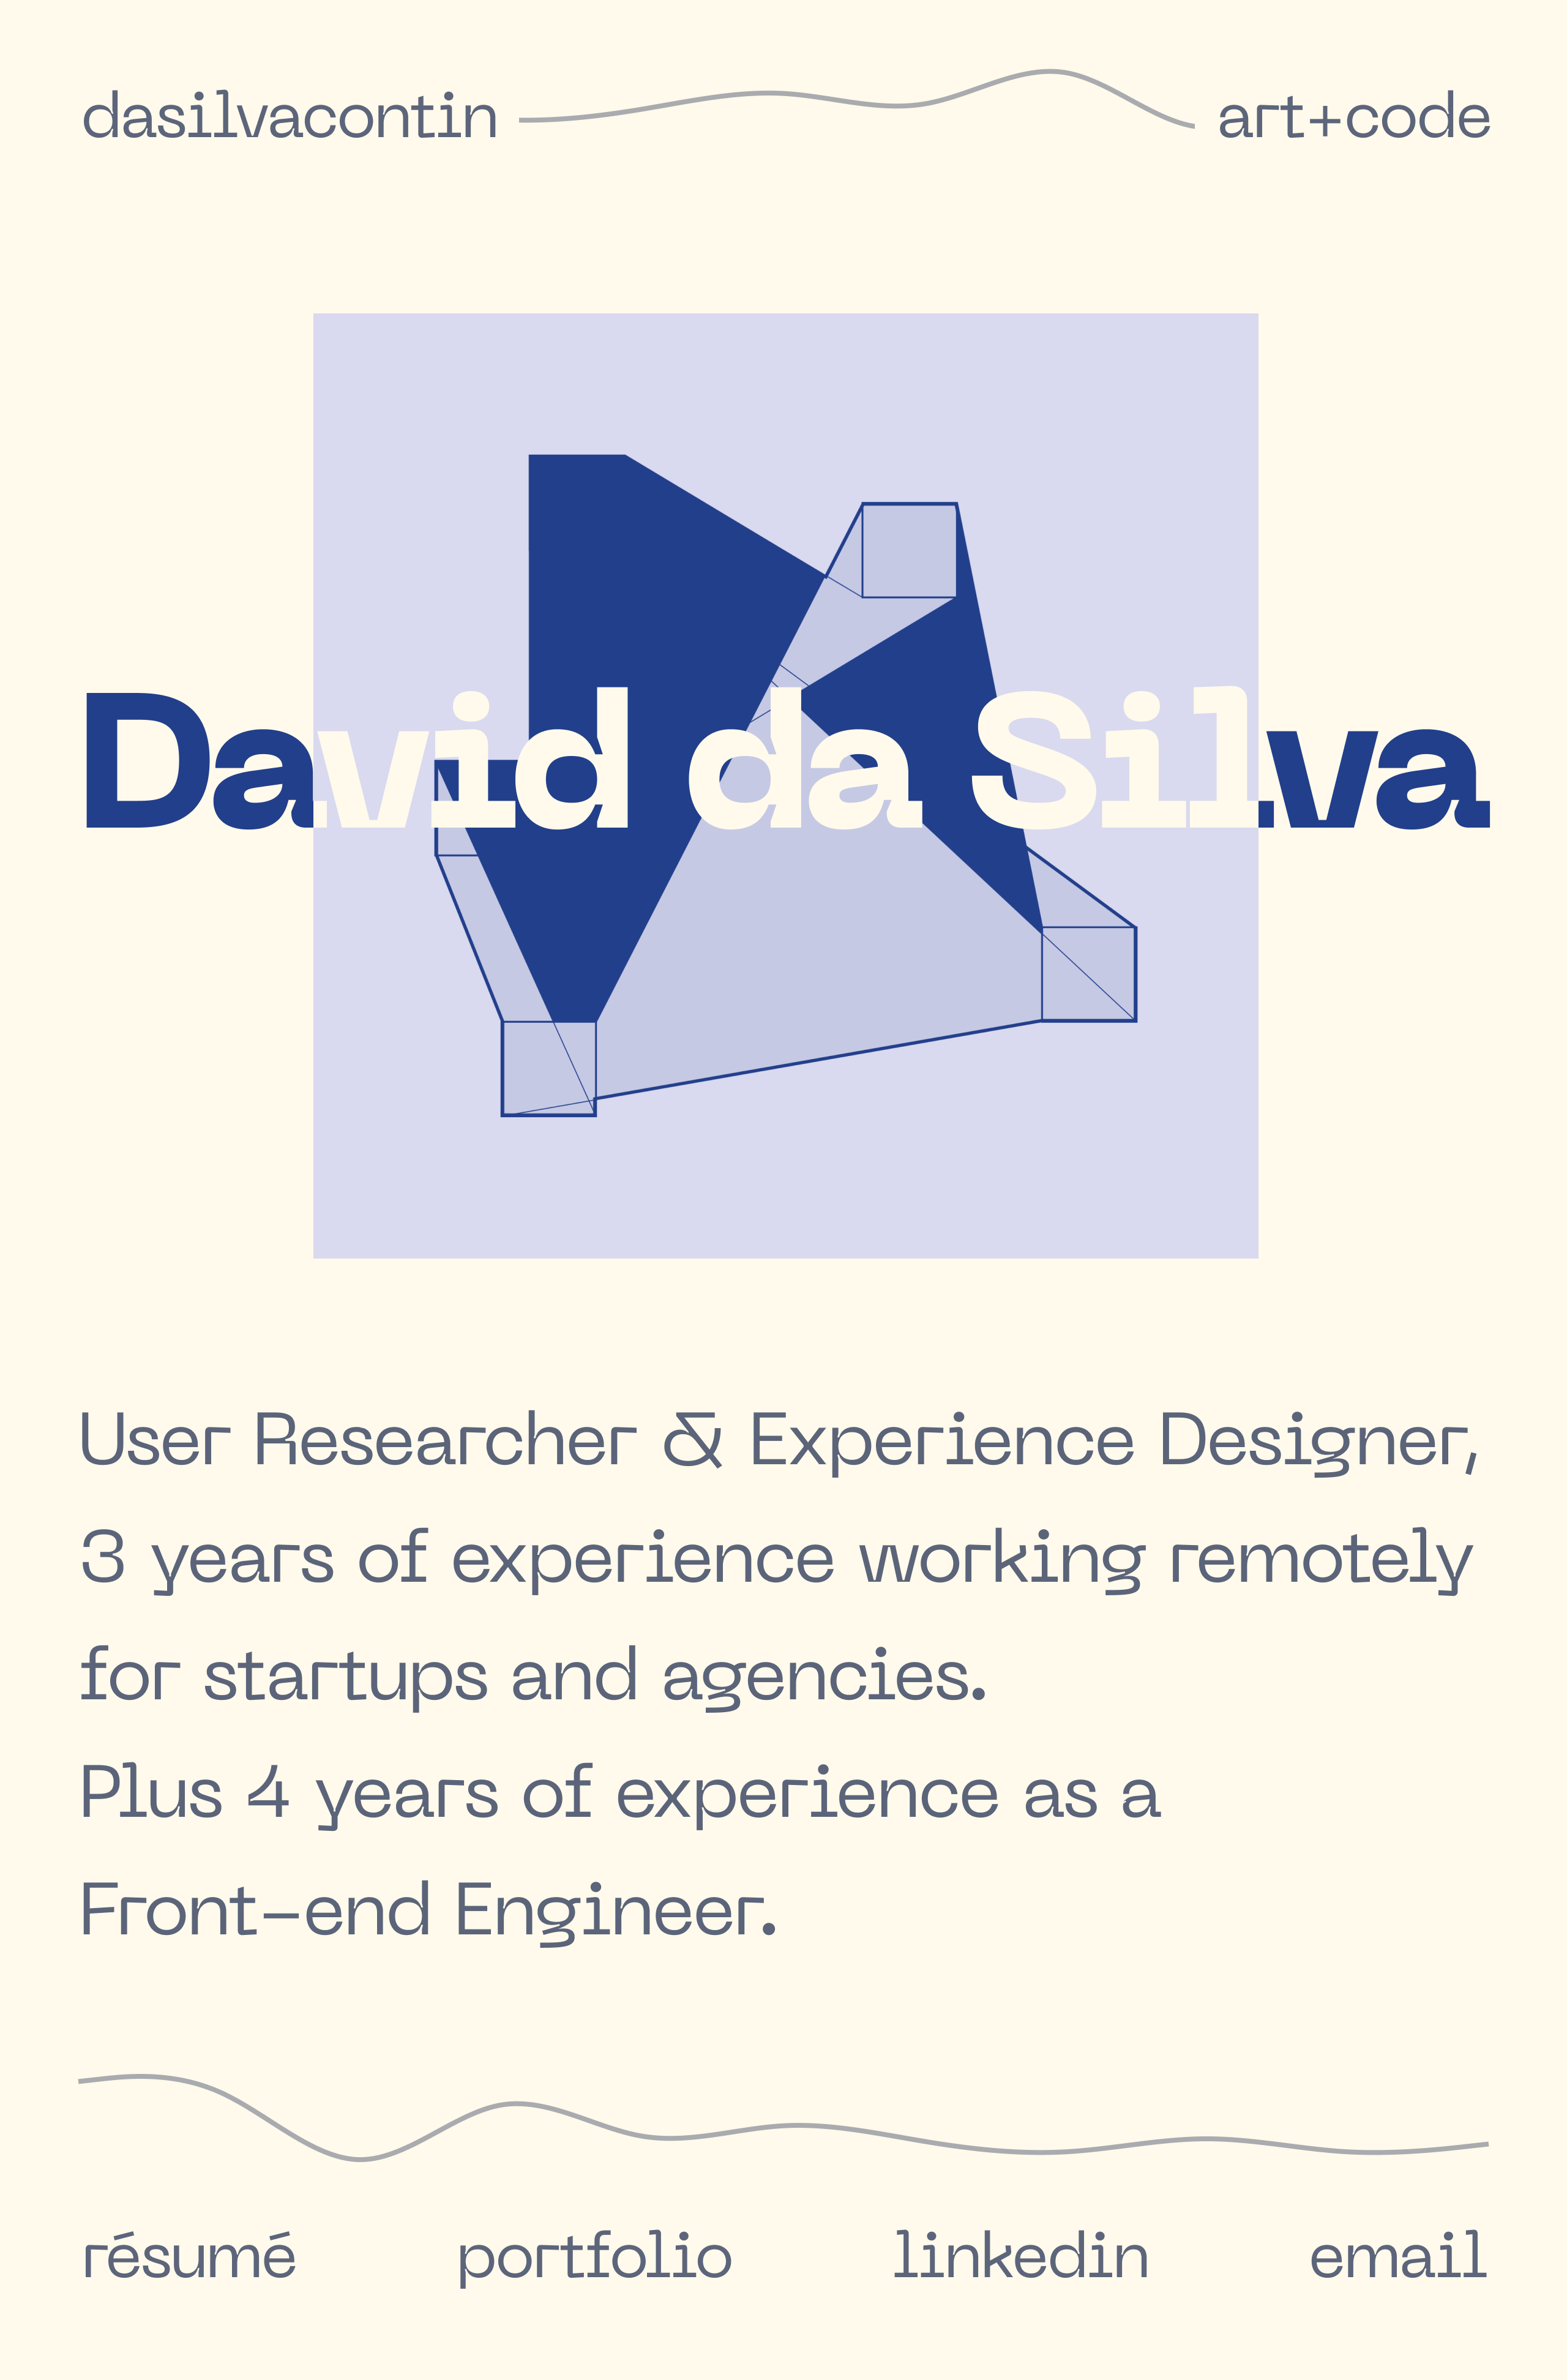 dasilvacontin art+code
David da Silva
User Researcher & Experience Designer,
3 years of experience working remotely
for startups and agencies.
Plus 4 years of experience as a
Front-end Engineer.
résumé portfolio linkedin email